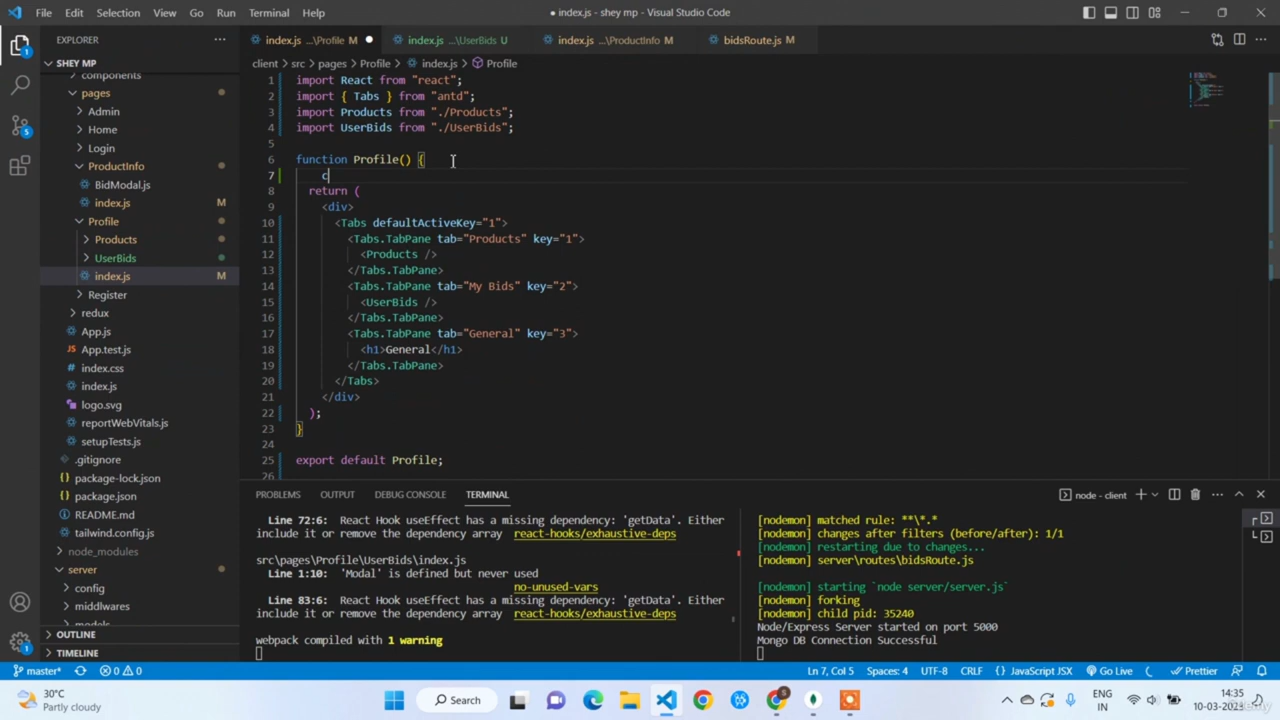 File Edit Selection View Go Run Terminal Help
● index.js - shey mp - Visual Studio Code
EXPLORER
index.js ...\Profile M
index.js ...\UserBids U
index.js ...\ProductInfo M
bidsRoute.js M
SHEY MP
client > src > pages > Profile > index.js > Profile
components
pages
Admin
Home
Login
ProductInfo
BidModal.js
index.js M
Profile
Products
UserBids
index.js M
Register
redux
App.js
App.test.js
index.css
index.js
logo.svg
reportWebVitals.js
setupTests.js
.gitignore
package-lock.json
package.json
README.md
tailwind.config.js
node_modules
server
config
middlwares
models
OUTLINE
TIMELINE
1 import React from "react";
2 import { Tabs } from "antd";
3 import Products from "./Products";
4 import UserBids from "./UserBids";
5
6 function Profile() {
7 c
8 return (
9 <div>
10 <Tabs defaultActiveKey="1">
11 <Tabs.TabPane tab="Products" key="1">
12 <Products />
13 </Tabs.TabPane>
14 <Tabs.TabPane tab="My Bids" key="2">
15 <UserBids />
16 </Tabs.TabPane>
17 <Tabs.TabPane tab="General" key="3">
18 <h1>General</h1>
19 </Tabs.TabPane>
20 </Tabs>
21 </div>
22 );
23 }
24
25 export default Profile;
26
PROBLEMS OUTPUT DEBUG CONSOLE TERMINAL
node - client
Line 72:6: React Hook useEffect has a missing dependency: 'getData'. Either
include it or remove the dependency array react-hooks/exhaustive-deps
src\pages\Profile\UserBids\index.js
Line 1:10: 'Modal' is defined but never used
no-unused-vars
Line 83:6: React Hook useEffect has a missing dependency: 'getData'. Either
include it or remove the dependency array react-hooks/exhaustive-deps
webpack compiled with 1 warning
[nodemon] matched rule: **\*.*
[nodemon] changes after filters (before/after): 1/1
[nodemon] restarting due to changes...
[nodemon] server\routes\bidsRoute.js
[nodemon] starting `node server/server.js`
[nodemon] forking
[nodemon] child pid: 35240
Node/Express Server started on port 5000
Mongo DB Connection Successful
master* 0 0
Ln 7, Col 5 Spaces: 4 UTF-8 CRLF {} JavaScript JSX Go Live Prettier
30°C
Partly cloudy
Search
ENG
IN
14:35
10-03-2023